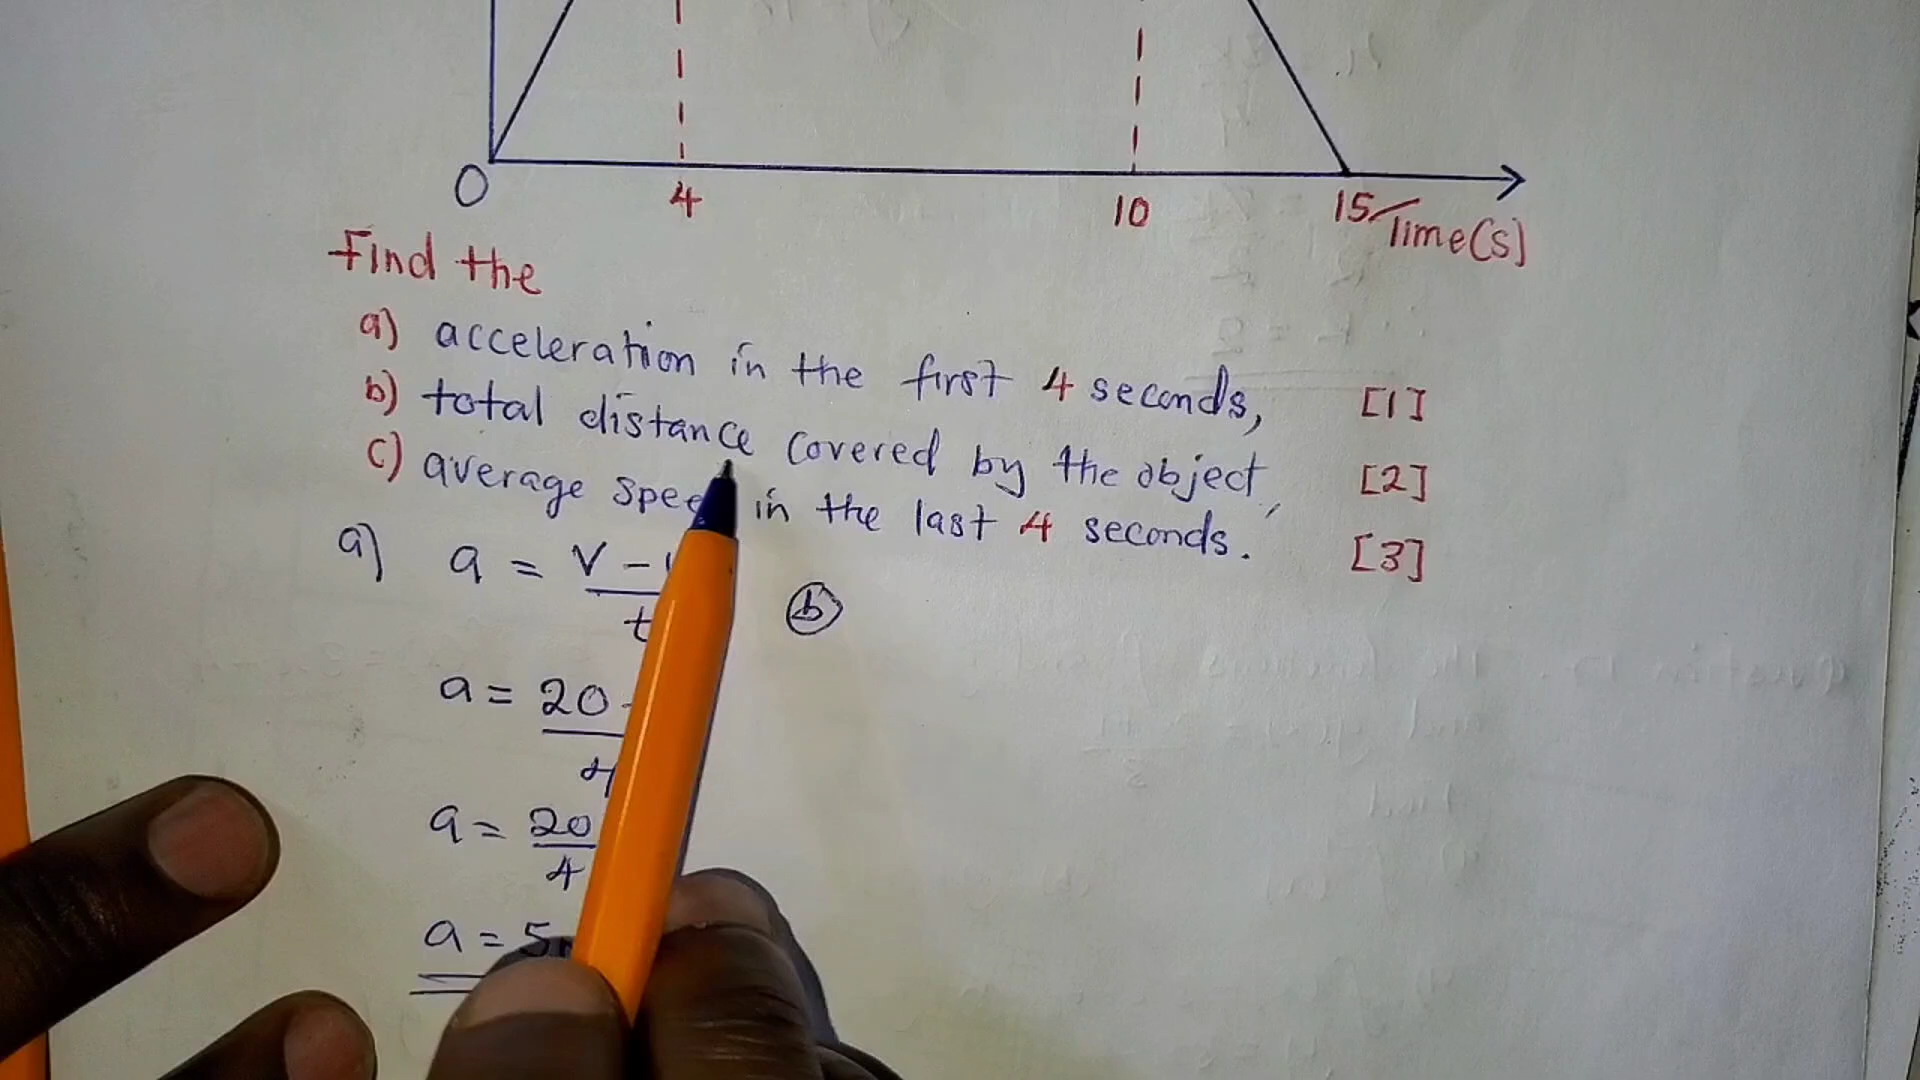 0 4 10 15 Time(s)
Find the
a) acceleration in the first 4 seconds, [1]
b) total distance covered by the object, [2]
c) average speed in the last 4 seconds. [3]
a) a = V -
t
b
a = 20
4
a = 20
4
a = 5